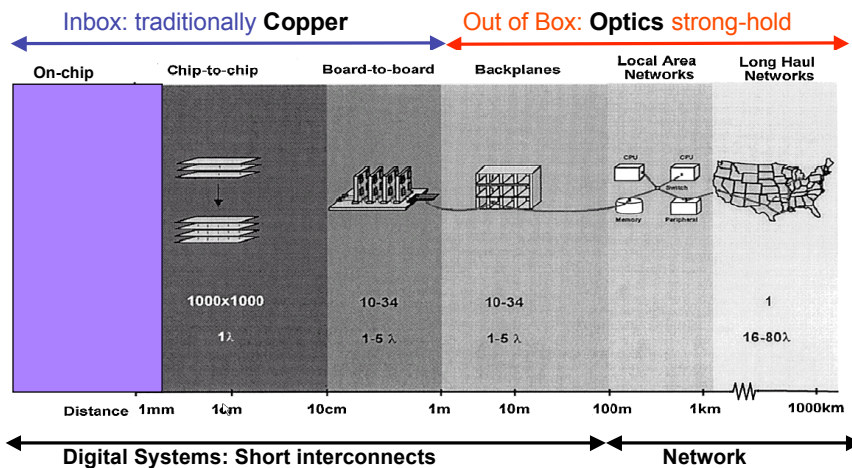 Inbox: traditionally Copper
Out of Box: Optics strong-hold
On-chip
Chip-to-chip
Board-to-board
Backplanes
Local Area
Networks
Long Haul
Networks
CPU
CPU
Switch
Memory
Peripheral
1000x1000
10-34
10-34
1
1λ
1-5 λ
1-5 λ
16-80λ
Distance
1mm
1cm
10cm
1m
10m
100m
1km
1000km
Digital Systems: Short interconnects
Network